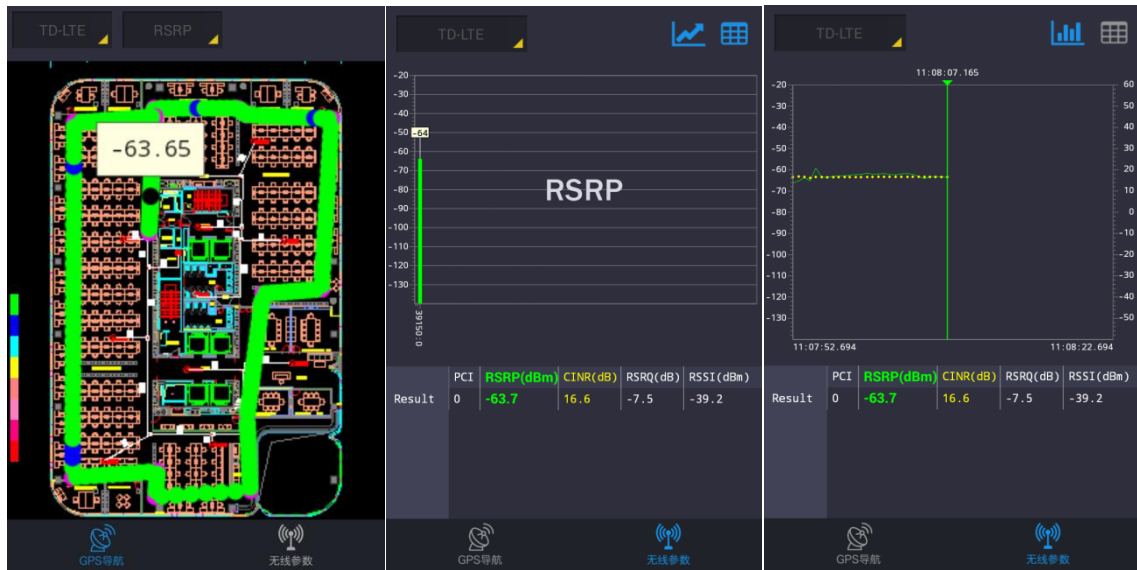 TD-LTE RSRP
-63.65
GPS导航 无线参数
TD-LTE
-20
-30
-40
-50
-64
-60
-70
-80
-90
-100
-110
-120
-130
RSRP
39150:0
PCI RSRP(dBm) CINR(dB) RSRQ(dB) RSSI(dBm)
Result 0 -63.7 16.6 -7.5 -39.2
GPS导航 无线参数
TD-LTE
11:08:07.165
-20 60
-30 50
-40 40
-50 30
-60 20
-70 10
-80 0
-90 -10
-100 -20
-110 -30
-120 -40
-130 -50
11:07:52.694 11:08:22.694
PCI RSRP(dBm) CINR(dB) RSRQ(dB) RSSI(dBm)
Result 0 -63.7 16.6 -7.5 -39.2
GPS导航 无线参数